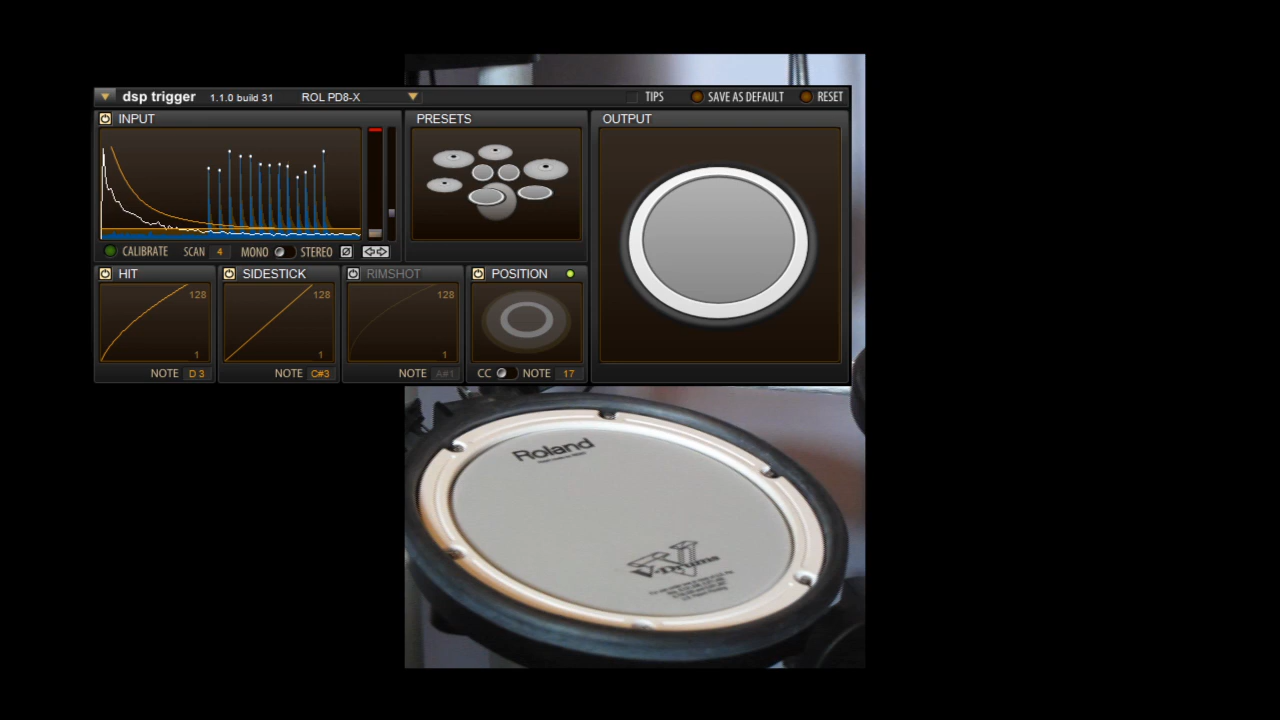 dsp trigger 1.1.0 build 31 ROL PD8-X TIPS SAVE AS DEFAULT RESET
INPUT PRESETS OUTPUT
CALIBRATE SCAN 4 MONO STEREO
HIT SIDESTICK RIMSHOT POSITION
128 128 128
1 1 1
NOTE D 3 NOTE C#3 NOTE A#1 CC NOTE 17
Roland
V-Drums